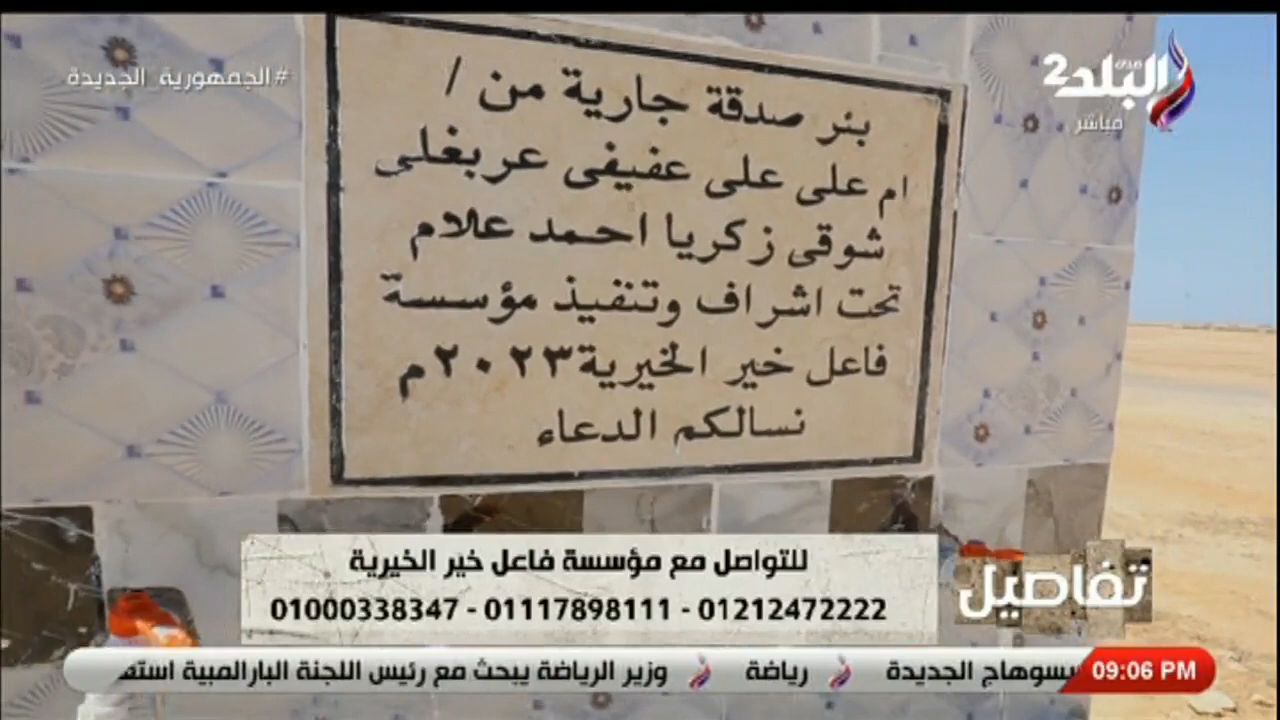 #الجمهورية_الجديدة
صدى البلد 2
مباشر
بئر صدقة جارية من /
ام على على عفيفى عربغلى
شوقى زكريا احمد علام
تحت اشراف وتنفيذ مؤسسة
فاعل خير الخيرية ٢٠٢٣م
نسالكم الدعاء
للتواصل مع مؤسسة فاعل خير الخيرية
01000338347 - 01117898111 - 01212472222
تفاصيل
09:06 PM
بسوهاج الجديدة رياضة وزير الرياضة يبحث مع رئيس اللجنة البارالمبية